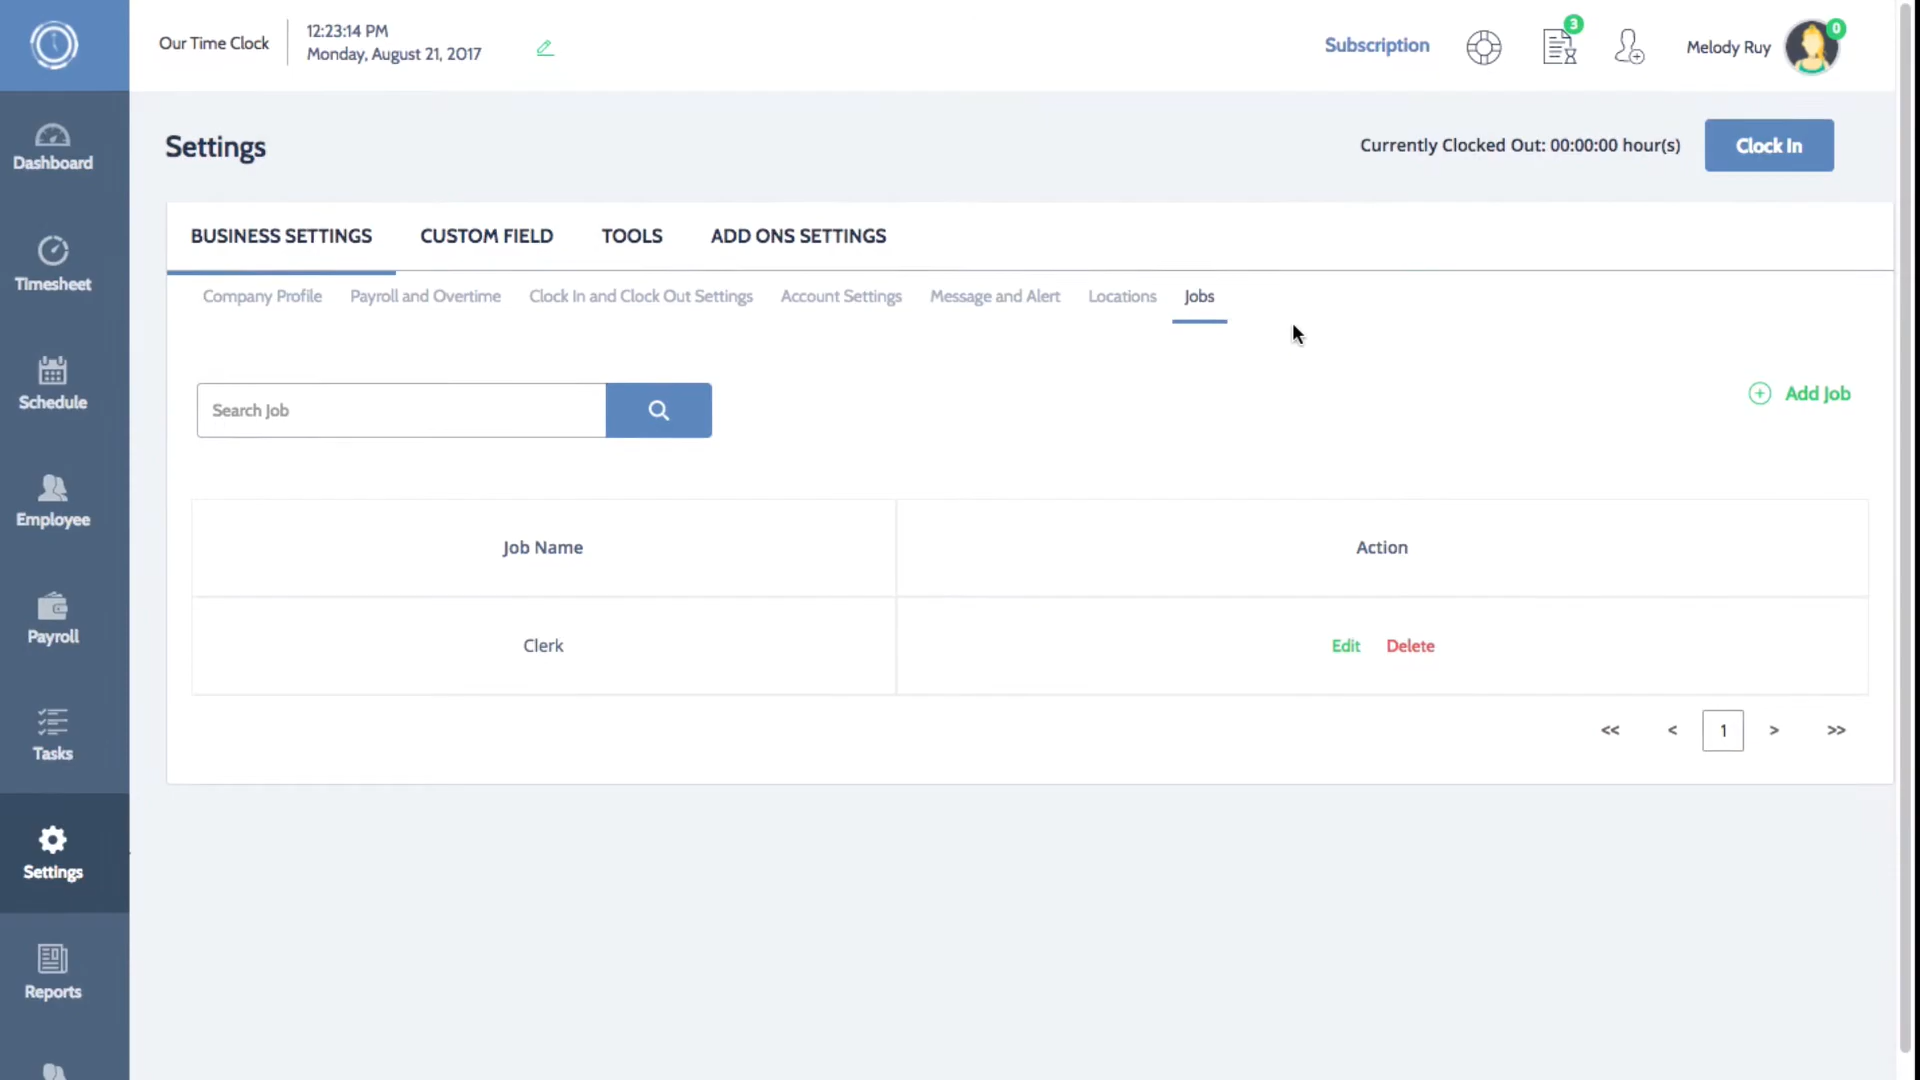 Our Time Clock
12:23:14 PM
Monday, August 21, 2017
Subscription
3
Melody Ruy
0
Dashboard
Timesheet
Schedule
Employee
Payroll
Tasks
Settings
Reports
Settings
Currently Clocked Out: 00:00:00 hour(s)
Clock In
BUSINESS SETTINGS
CUSTOM FIELD
TOOLS
ADD ONS SETTINGS
Company Profile
Payroll and Overtime
Clock In and Clock Out Settings
Account Settings
Message and Alert
Locations
Jobs
Search Job
Add Job
Job Name
Action
Clerk
Edit
Delete
<<
<
1
>
>>